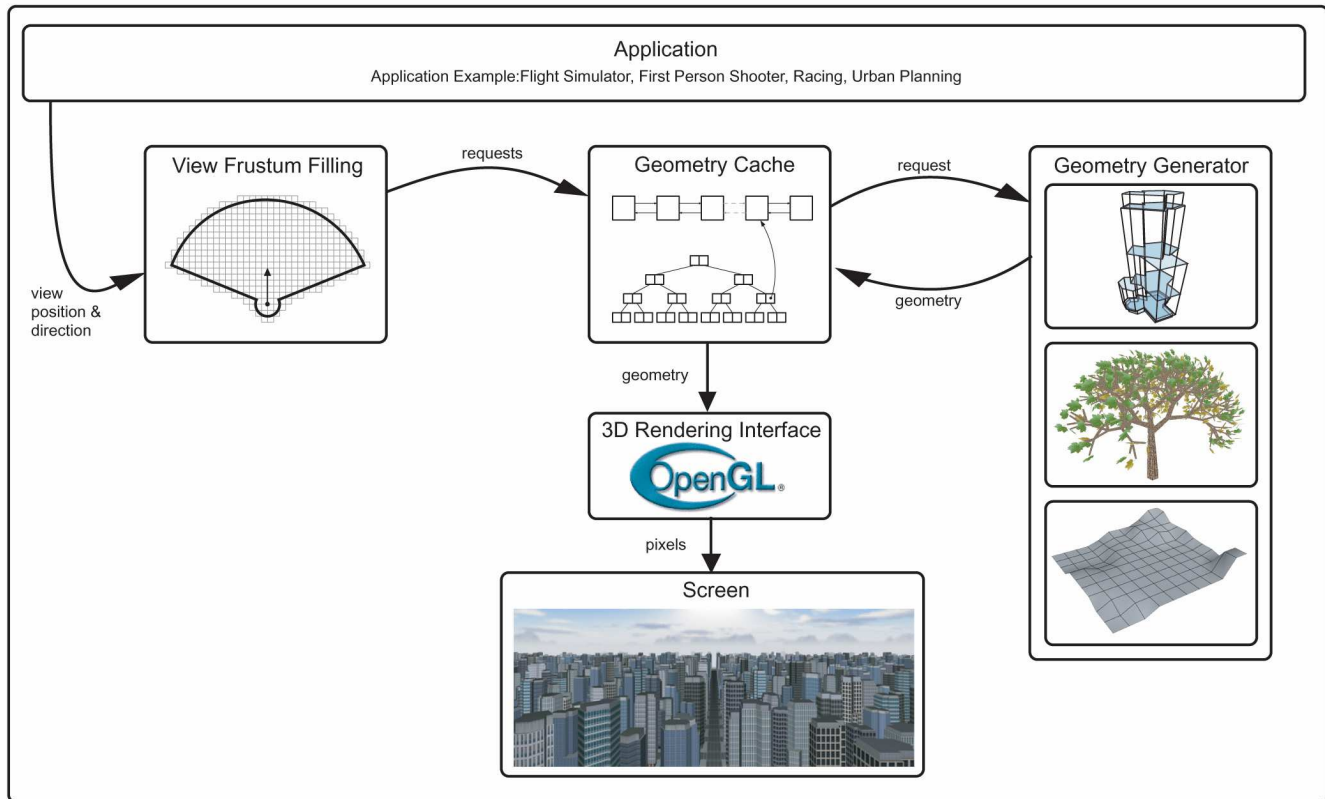 Application
Application Example:Flight Simulator, First Person Shooter, Racing, Urban Planning
View Frustum Filling
requests
Geometry Cache
request
Geometry Generator
view
position &
direction
geometry
geometry
3D Rendering Interface
OpenGL®
pixels
Screen